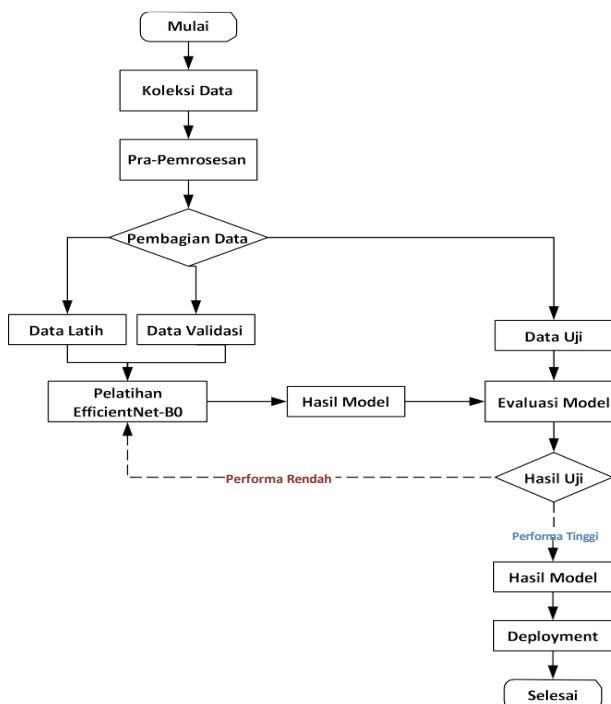 Mulai
Koleksi Data
Pra-Pemrosesan
Pembagian Data
Data Latih
Data Validasi
Data Uji
Pelatihan
EfficientNet-B0
Hasil Model
Evaluasi Model
Performa Rendah
Hasil Uji
Performa Tinggi
Hasil Model
Deployment
Selesai